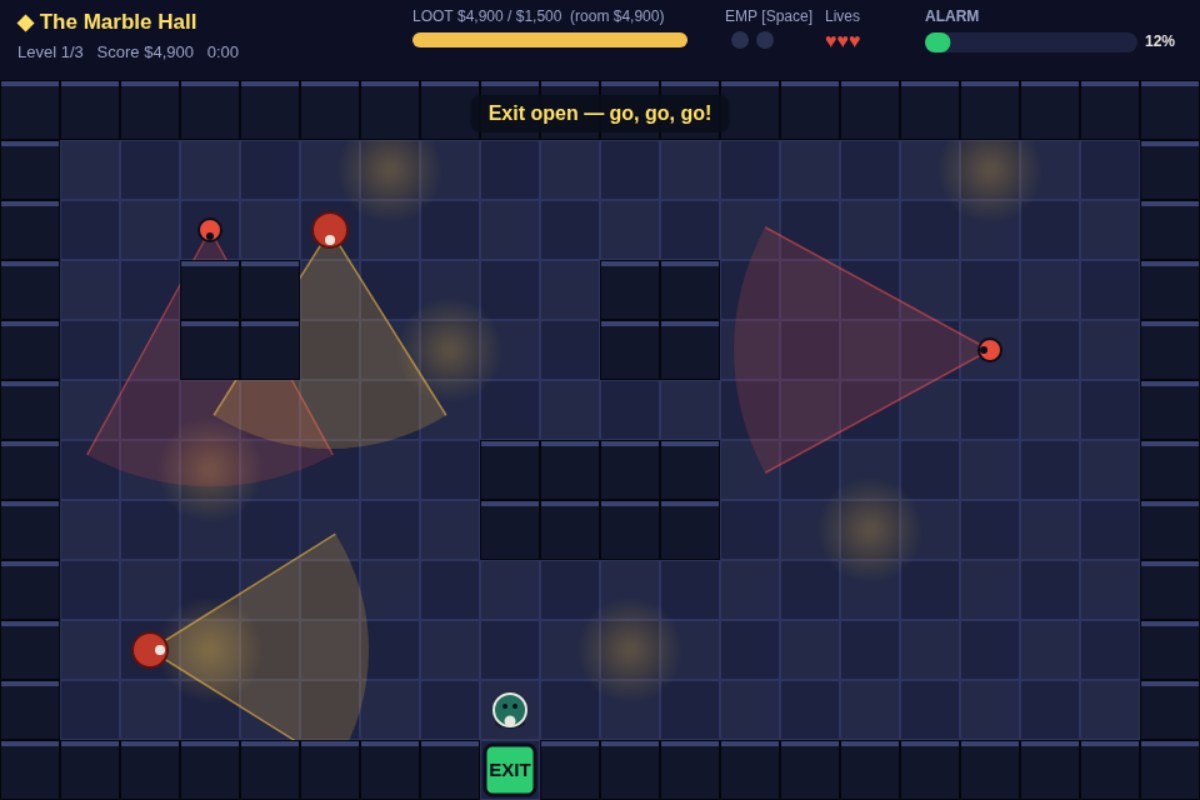 ◆ The Marble Hall
Level 1/3 Score $4,900 0:00
LOOT $4,900 / $1,500 (room $4,900)
EMP [Space]
Lives
♥♥♥
ALARM
12%
Exit open — go, go, go!
EXIT